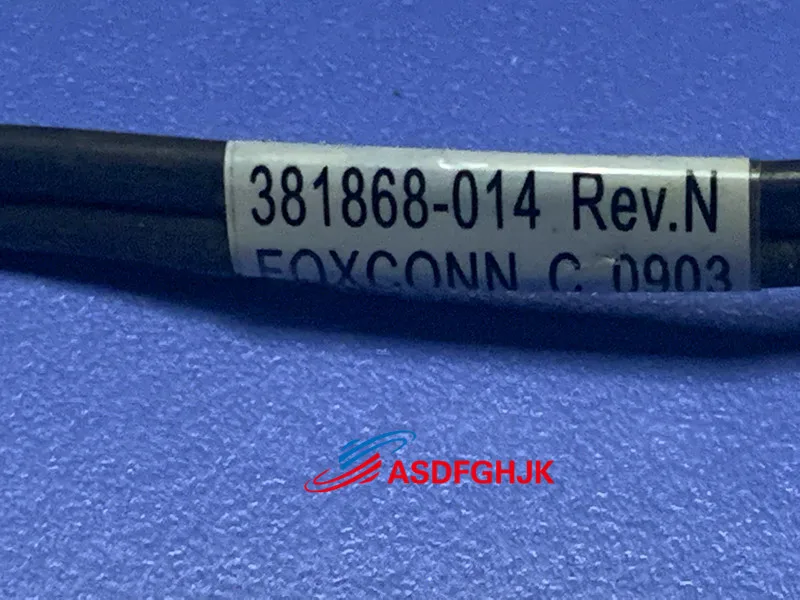 381868-014 Rev.N
FOXCONN C 0903
ASDFGHJK